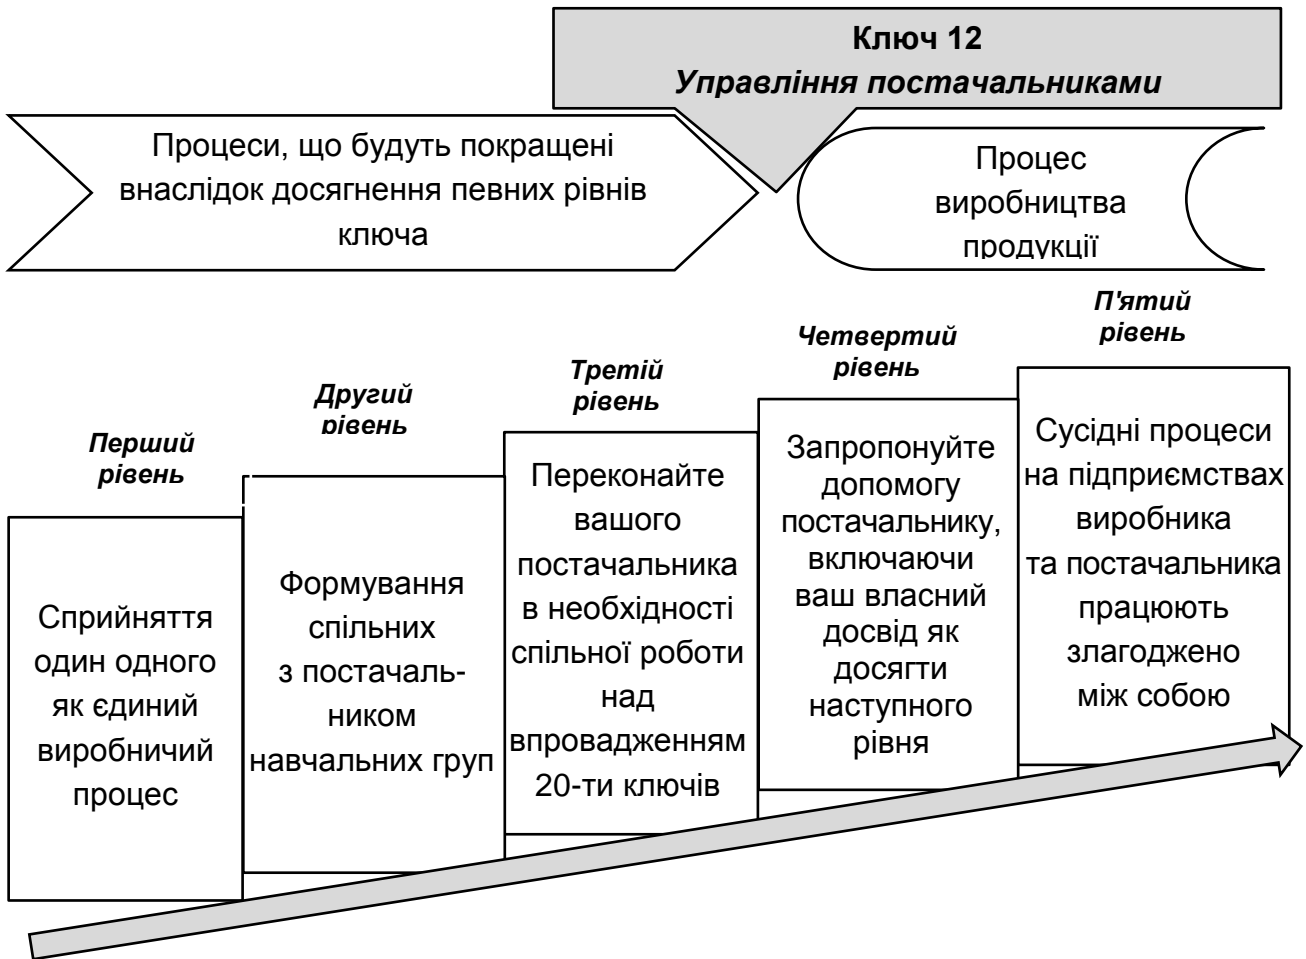 Ключ 12
Управління постачальниками
Процеси, що будуть покращені
внаслідок досягнення певних рівнів
ключа
Процес
виробництва
продукції
Перший
рівень
Другий
рівень
Третій
рівень
Четвертий
рівень
П'ятий
рівень
Сприйняття
один одного
як єдиний
виробничий
процес
Формування
спільних
з постачаль-
ником
навчальних груп
Переконайте
вашого
постачальника
в необхідності
спільної роботи
над
впровадженням
20-ти ключів
Запропонуйте
допомогу
постачальнику,
включаючи
ваш власний
досвід як
досягти
наступного
рівня
Сусідні процеси
на підприємствах
виробника
та постачальника
працюють
злагоджено
між собою